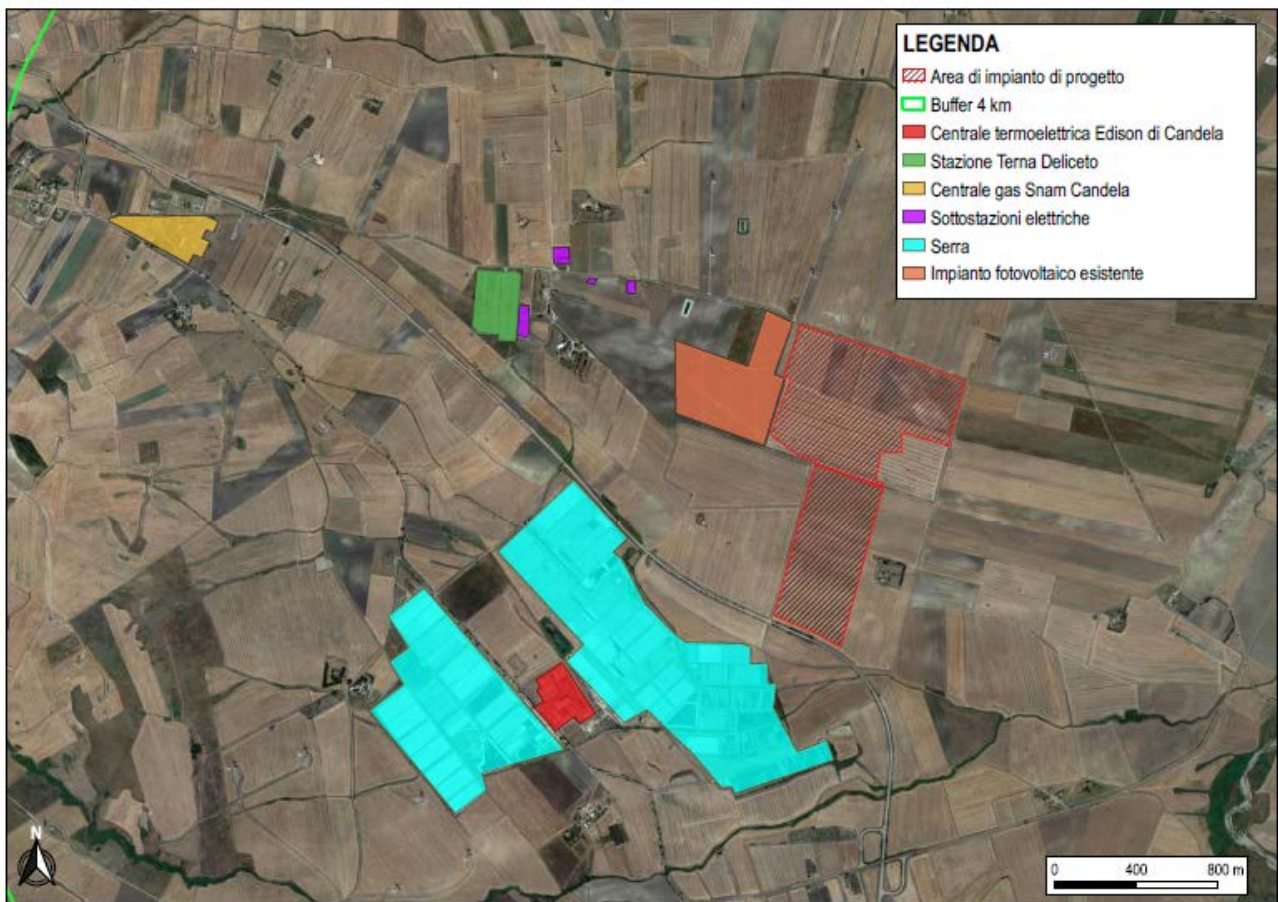 LEGENDA
Area di impianto di progetto
Buffer 4 km
Centrale termoelettrica Edison di Candela
Stazione Terna Deliceto
Centrale gas Snam Candela
Sottostazioni elettriche
Serra
Impianto fotovoltaico esistente
N
0 400 800 m